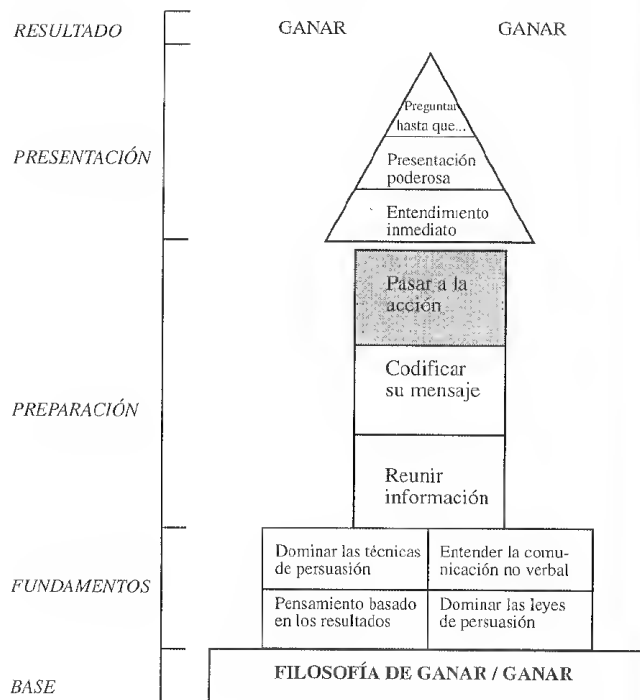 RESULTADO
GANAR GANAR
Preguntar
hasta que...
PRESENTACIÓN
Presentación
poderosa
Entendimiento
inmediato
Pasar a la
acción
Codificar
su mensaje
PREPARACIÓN
Reunir
información
Dominar las técnicas
de persuasión
Entender la comu-
nicación no verbal
FUNDAMENTOS
Pensamiento basado
en los resultados
Dominar las leyes
de persuasión
FILOSOFÍA DE GANAR / GANAR
BASE